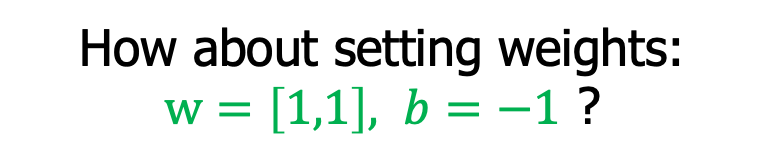 How about setting weights:
w = [1,1], b = −1 ?